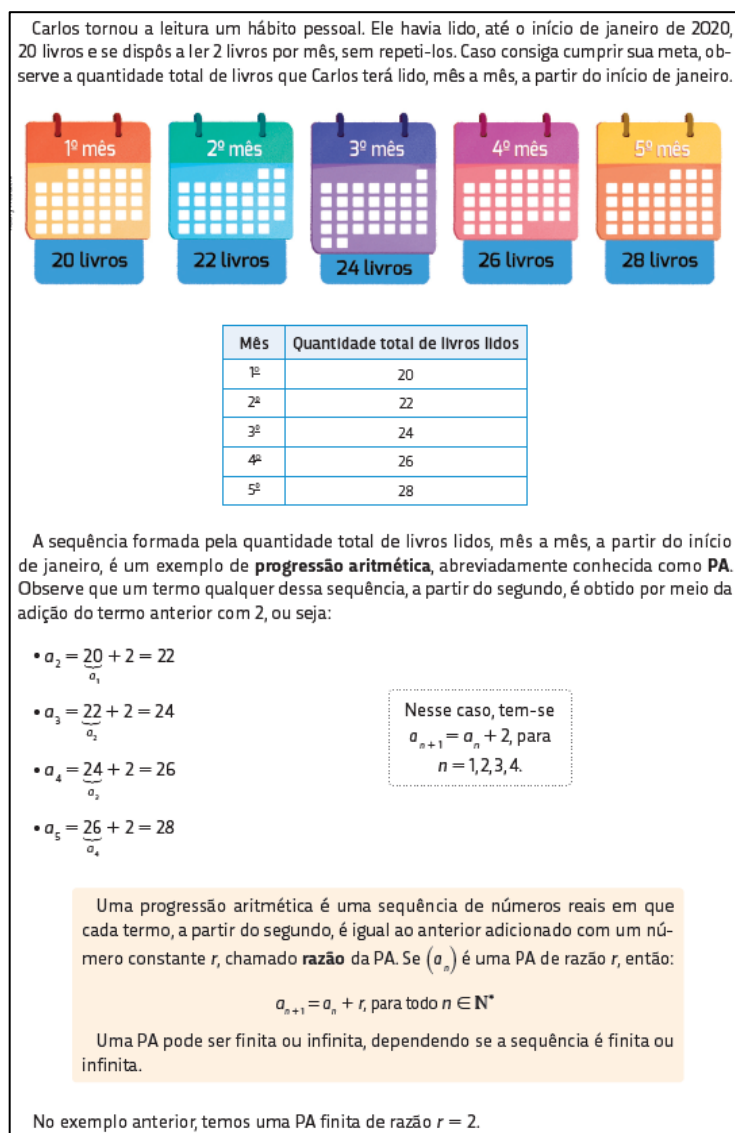 Carlos tornou a leitura um hábito pessoal. Ele havia lido, até o início de janeiro de 2020,
20 livros e se dispôs a ler 2 livros por mês, sem repeti-los. Caso consiga cumprir sua meta, ob-
serve a quantidade total de livros que Carlos terá lido, mês a mês, a partir do início de janeiro.
1º mês 2º mês 3º mês 4º mês 5º mês
20 livros 22 livros 24 livros 26 livros 28 livros
Mês Quantidade total de livros lidos
1º 20
2º 22
3º 24
4º 26
5º 28
A sequência formada pela quantidade total de livros lidos, mês a mês, a partir do início
de janeiro, é um exemplo de progressão aritmética, abreviadamente conhecida como PA.
Observe que um termo qualquer dessa sequência, a partir do segundo, é obtido por meio da
adição do termo anterior com 2, ou seja:
• a₂ = 20 + 2 = 22
a₁
• a₃ = 22 + 2 = 24
a₂
• a₄ = 24 + 2 = 26
a₃
• a₅ = 26 + 2 = 28
a₄
Nesse caso, tem-se
aₙ₊₁ = aₙ + 2, para
n = 1,2,3,4.
Uma progressão aritmética é uma sequência de números reais em que
cada termo, a partir do segundo, é igual ao anterior adicionado com um nú-
mero constante r, chamado razão da PA. Se (aₙ) é uma PA de razão r, então:
aₙ₊₁ = aₙ + r, para todo n ∈ ℕ*
Uma PA pode ser finita ou infinita, dependendo se a sequência é finita ou
infinita.
No exemplo anterior, temos uma PA finita de razão r = 2.